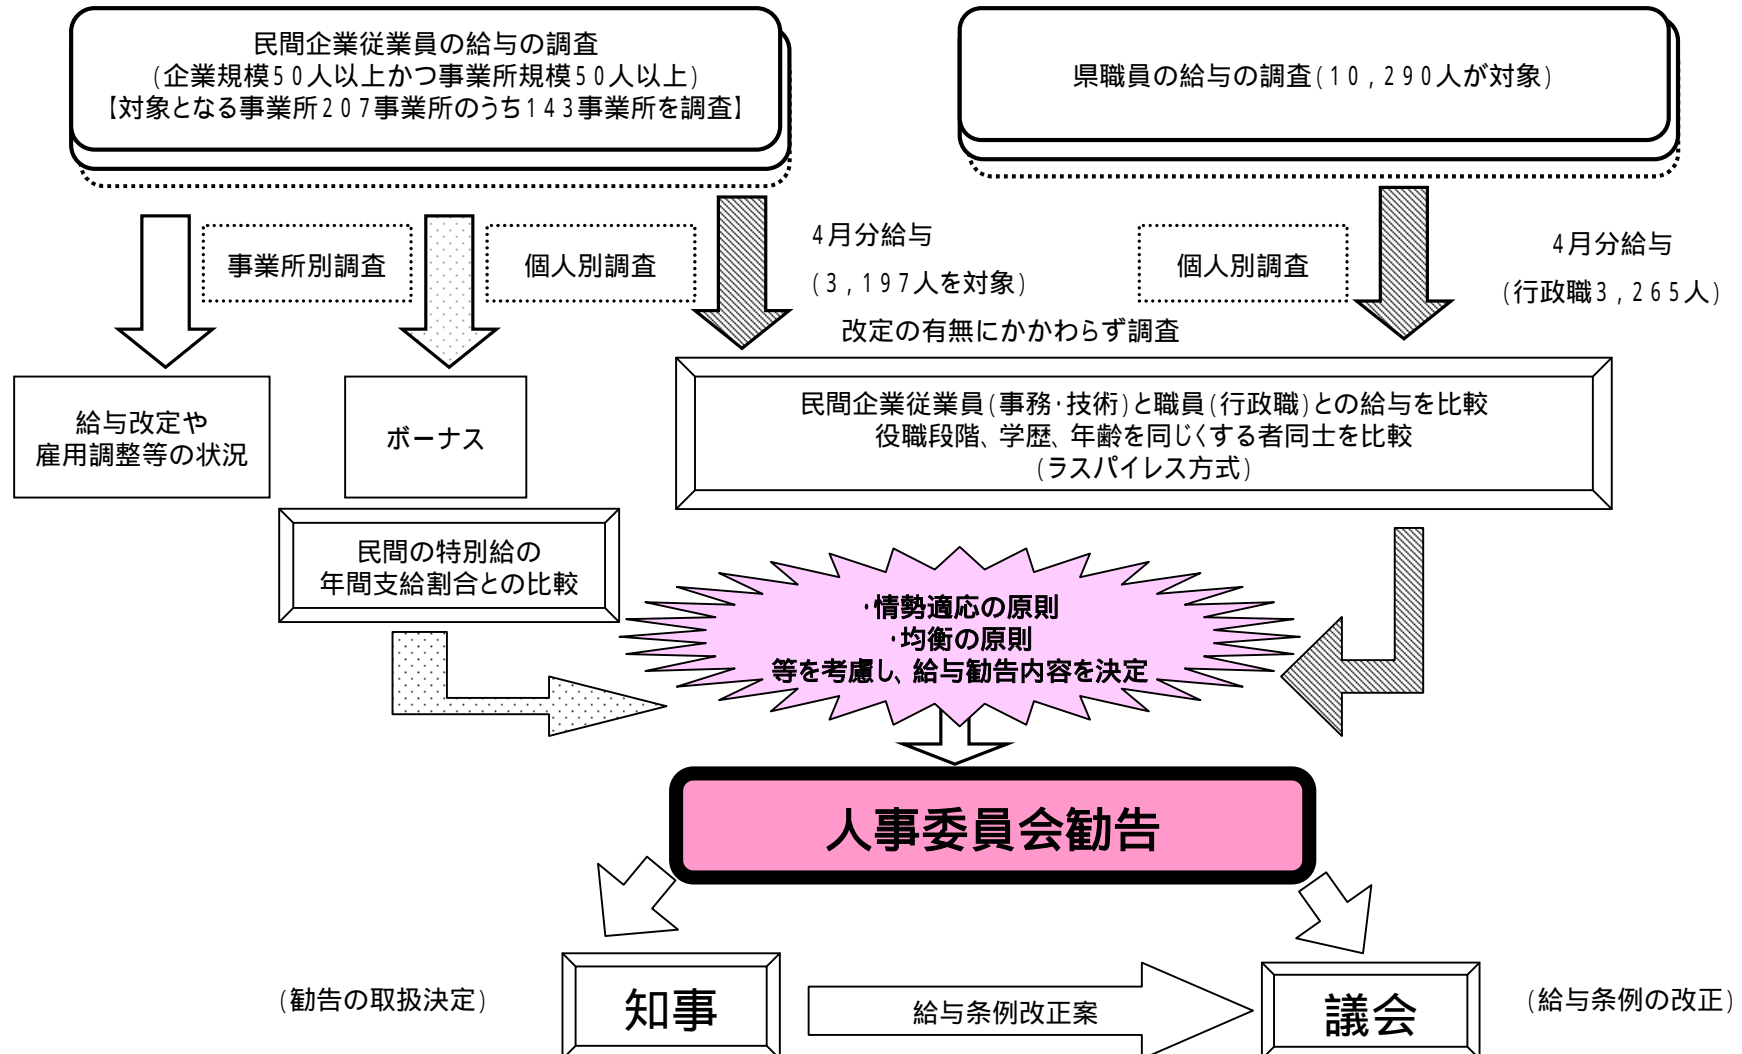 民間企業従業員の給与の調査
(企業規模50人以上かつ事業所規模50人以上)
【対象となる事業所207事業所のうち143事業所を調査】
県職員の給与の調査(10,290人が対象)
事業所別調査
個人別調査
4月分給与
(3,197人を対象)
改定の有無にかかわらず調査
個人別調査
4月分給与
(行政職3,265人)
給与改定や
雇用調整等の状況
ボーナス
民間企業従業員(事務・技術)と職員(行政職)との給与を比較
役職段階、学歴、年齢を同じくする者同士を比較
(ラスパイレス方式)
民間の特別給の
年間支給割合との比較
・情勢適応の原則
・均衡の原則
等を考慮し、給与勧告内容を決定
人事委員会勧告
(勧告の取扱決定)
知事
給与条例改正案
議会
(給与条例の改正)